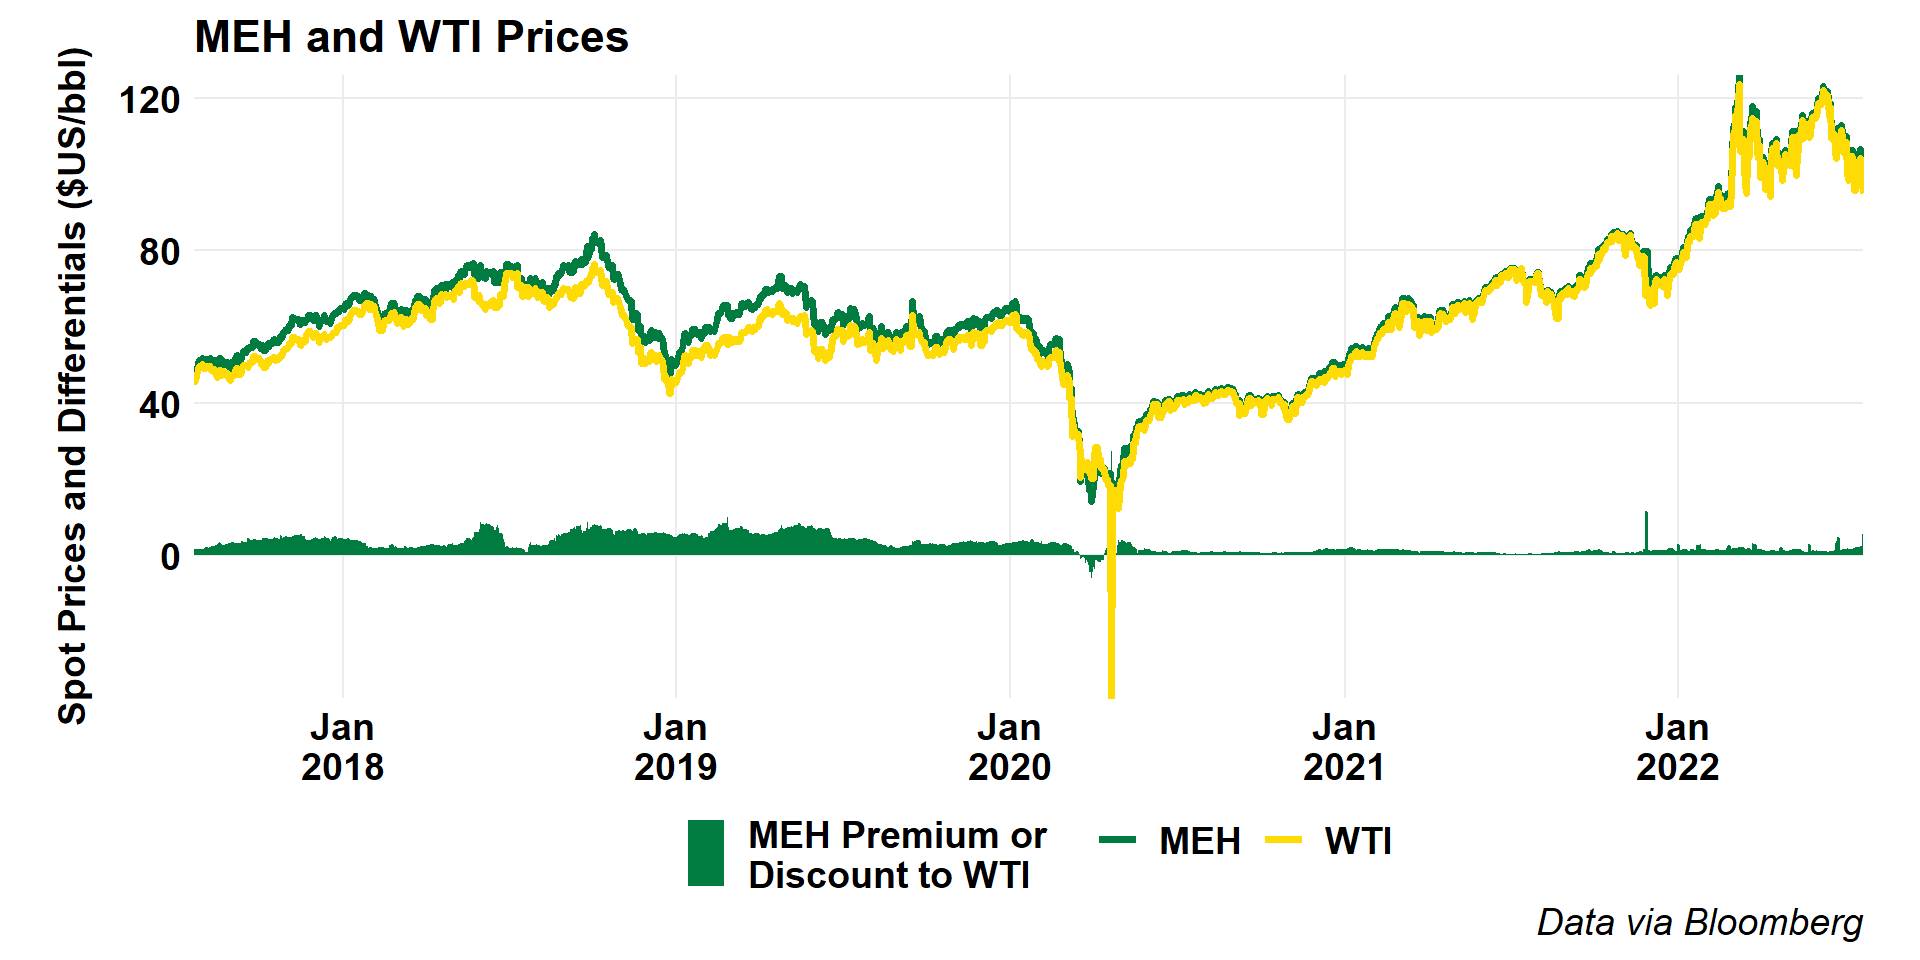 MEH and WTI Prices
Spot Prices and Differentials ($US/bbl)
120
80
40
0
Jan
2018
Jan
2019
Jan
2020
Jan
2021
Jan
2022
MEH Premium or
Discount to WTI
MEH
WTI
Data via Bloomberg